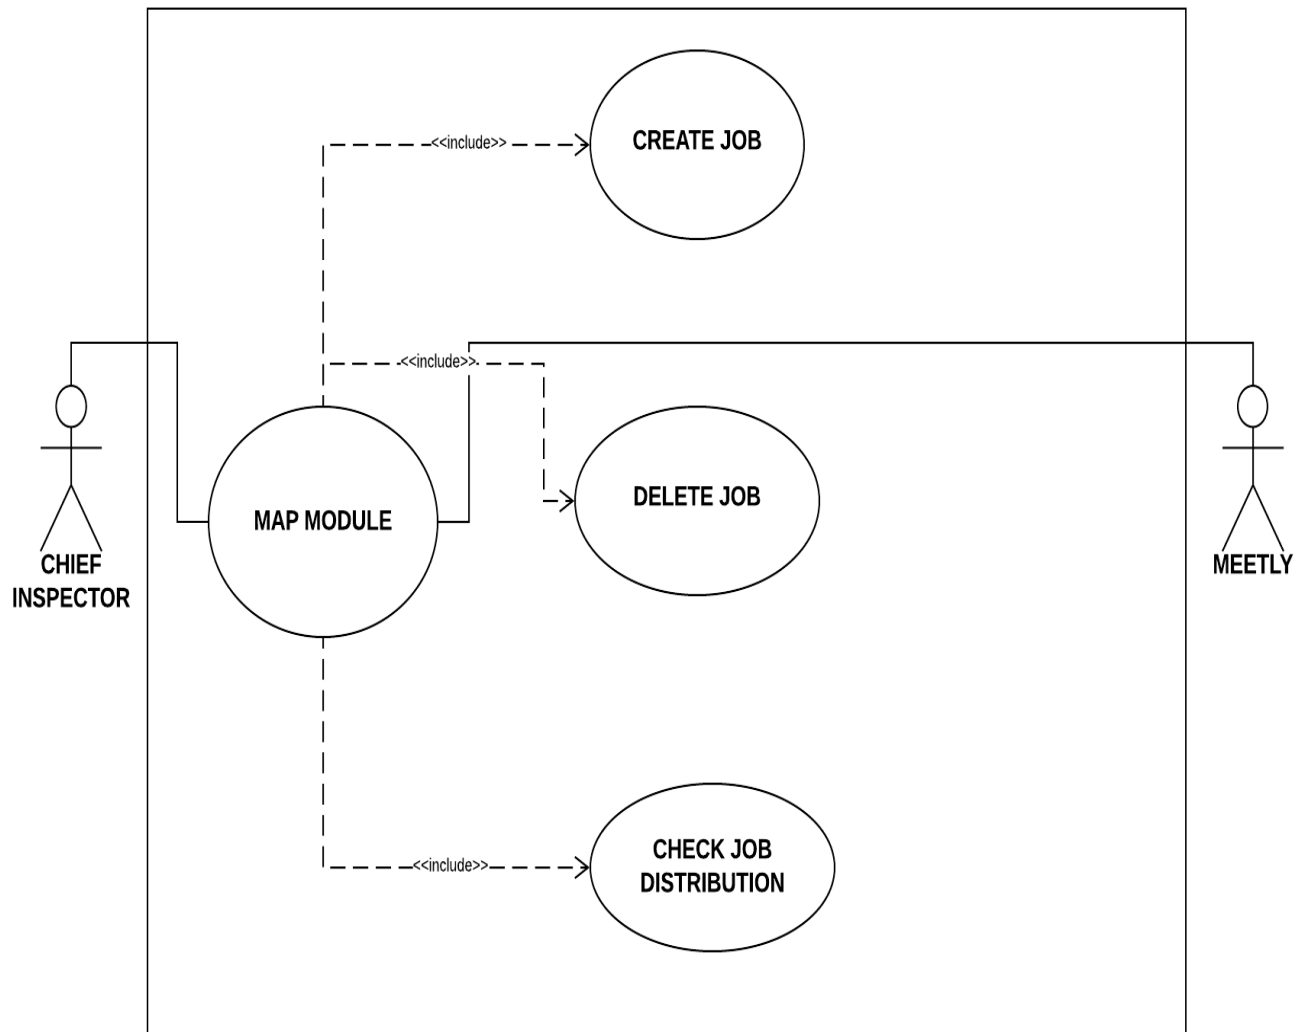 <<include>>
CREATE JOB
<<include>>
MAP MODULE
DELETE JOB
CHIEF
INSPECTOR
MEETLY
<<include>>
CHECK JOB
DISTRIBUTION